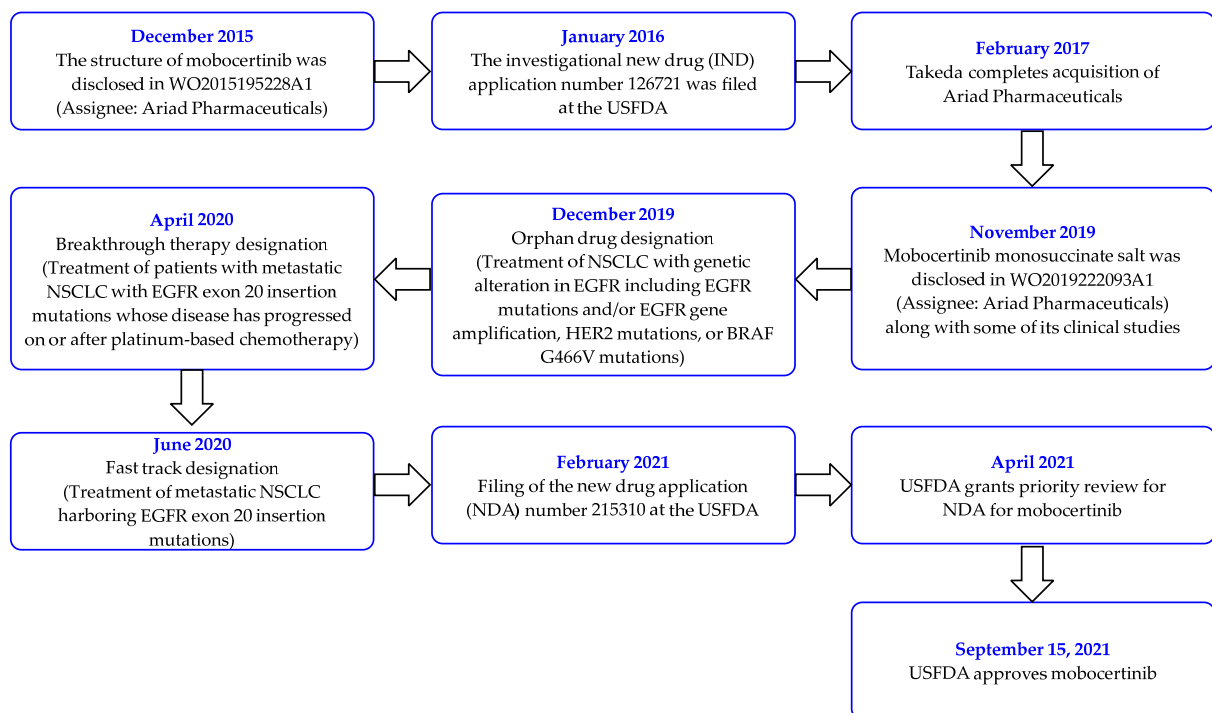 December 2015
The structure of mobocertinib was
disclosed in WO2015195228A1
(Assignee: Ariad Pharmaceuticals)
January 2016
The investigational new drug (IND)
application number 126721 was filed
at the USFDA
February 2017
Takeda completes acquisition of
Ariad Pharmaceuticals
November 2019
Mobocertinib monosuccinate salt was
disclosed in WO2019222093A1
(Assignee: Ariad Pharmaceuticals)
along with some of its clinical studies
December 2019
Orphan drug designation
(Treatment of NSCLC with genetic
alteration in EGFR including EGFR
mutations and/or EGFR gene
amplification, HER2 mutations, or BRAF
G466V mutations)
April 2020
Breakthrough therapy designation
(Treatment of patients with metastatic
NSCLC with EGFR exon 20 insertion
mutations whose disease has progressed
on or after platinum-based chemotherapy)
June 2020
Fast track designation
(Treatment of metastatic NSCLC
harboring EGFR exon 20 insertion
mutations)
February 2021
Filing of the new drug application
(NDA) number 215310 at the USFDA
April 2021
USFDA grants priority review for
NDA for mobocertinib
September 15, 2021
USFDA approves mobocertinib